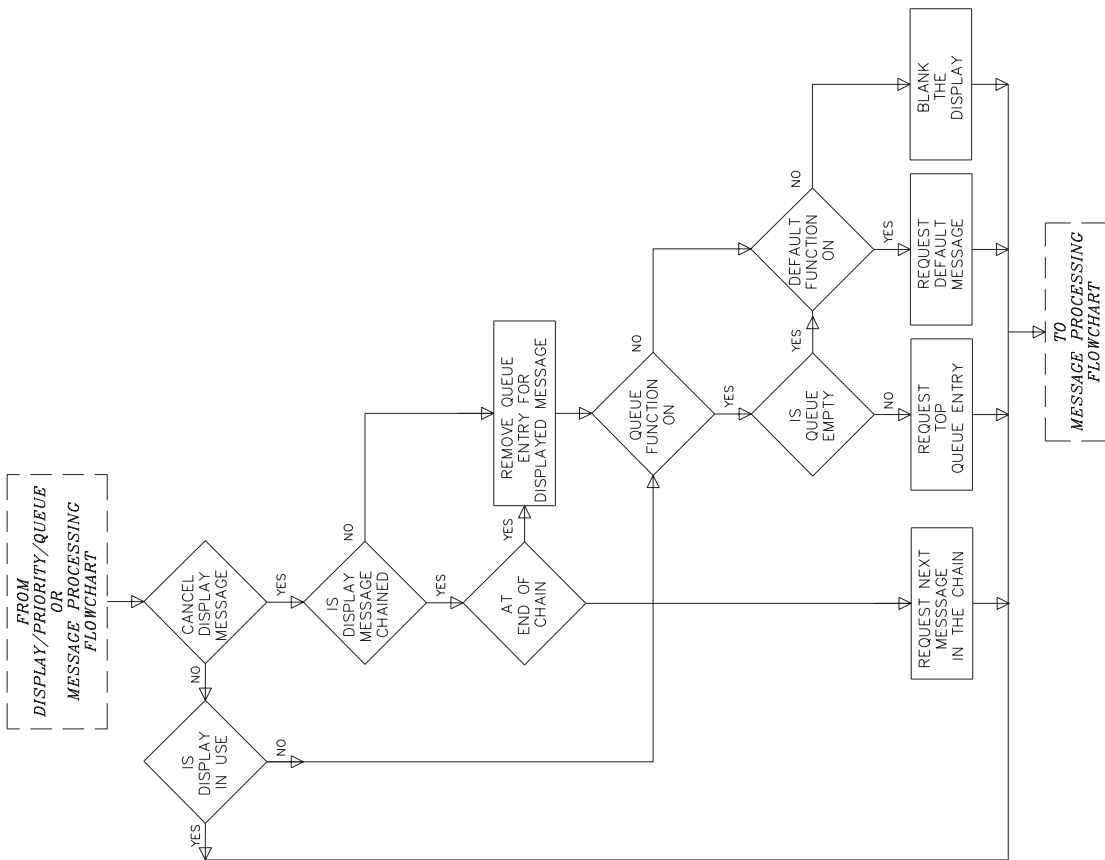 FROM
DISPLAY/PRIORITY/QUEUE
OR
MESSAGE PROCESSING
FLOWCHART
CANCEL
DISPLAY
MESSAGE
NO
YES
IS
DISPLAY
IN USE
YES
NO
IS
DISPLAY
MESSAGE
CHAINED
NO
YES
AT
END OF
CHAIN
YES
REMOVE QUEUE
ENTRY FOR
DISPLAYED MESSAGE
QUEUE
FUNCTION
ON
NO
YES
IS
QUEUE
EMPTY
YES
NO
DEFAULT
FUNCTION
ON
NO
YES
REQUEST NEXT
MESSSAGE
IN THE CHAIN
REQUEST
TOP
QUEUE ENTRY
REQUEST
DEFAULT
MESSAGE
BLANK
THE
DISPLAY
TO
MESSAGE PROCESSING
FLOWCHART